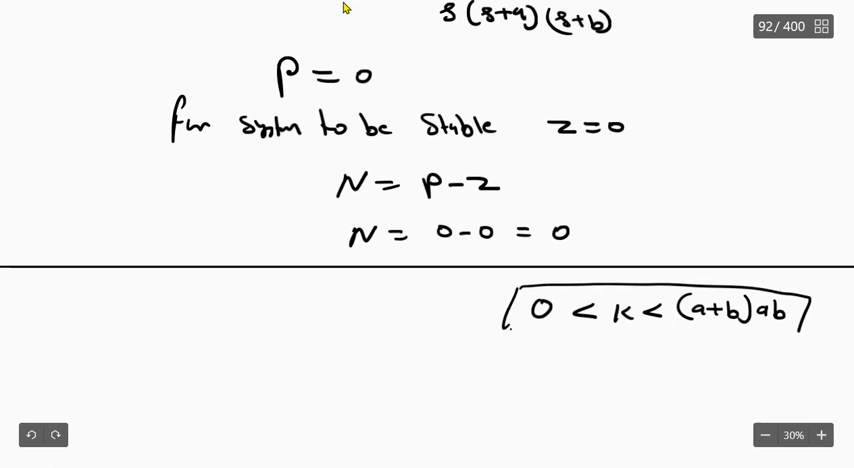 s(s+a)(s+b)
92/400
P = 0
For system to be stable z=0
N = P-z
N = 0-0 = 0
0 < K < (a+b)ab
30%